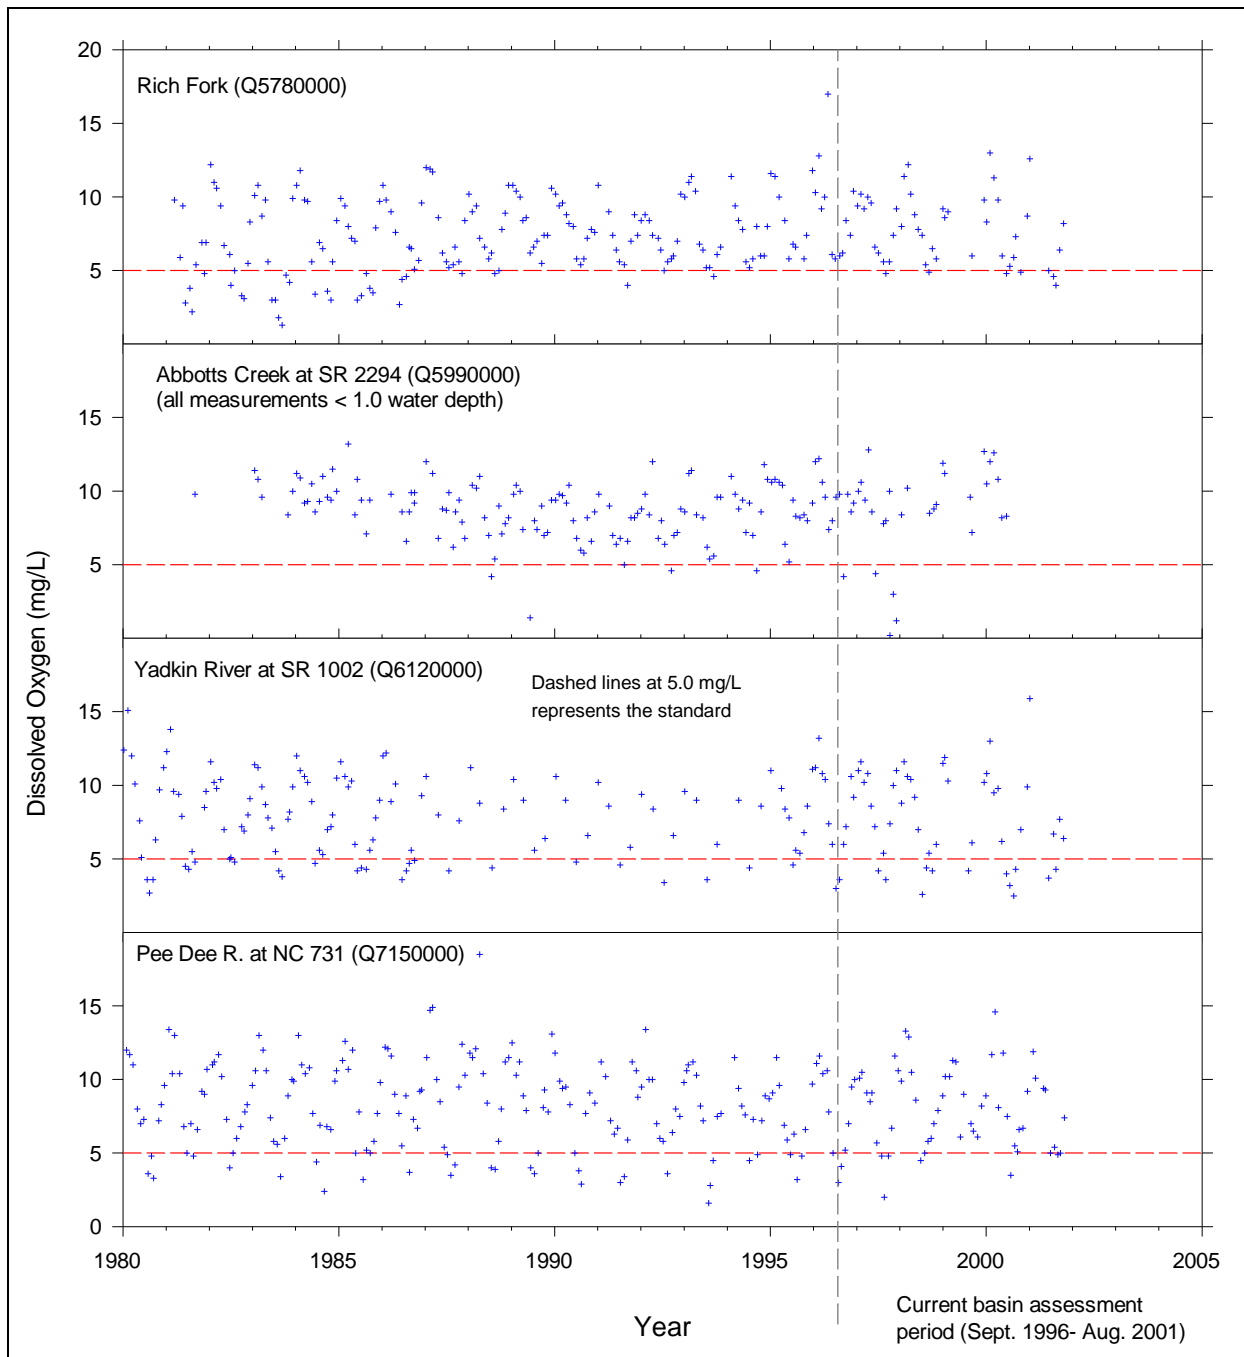 20
Rich Fork (Q5780000)
15
10
5
Abbotts Creek at SR 2294 (Q5990000)
(all measurements < 1.0 water depth)
15
10
5
Yadkin River at SR 1002 (Q6120000)
Dashed lines at 5.0 mg/L
represents the standard
15
10
5
Dissolved Oxygen (mg/L)
Pee Dee R. at NC 731 (Q7150000)
15
10
5
0
1980 1985 1990 1995 2000 2005
Year
Current basin assessment
period (Sept. 1996- Aug. 2001)